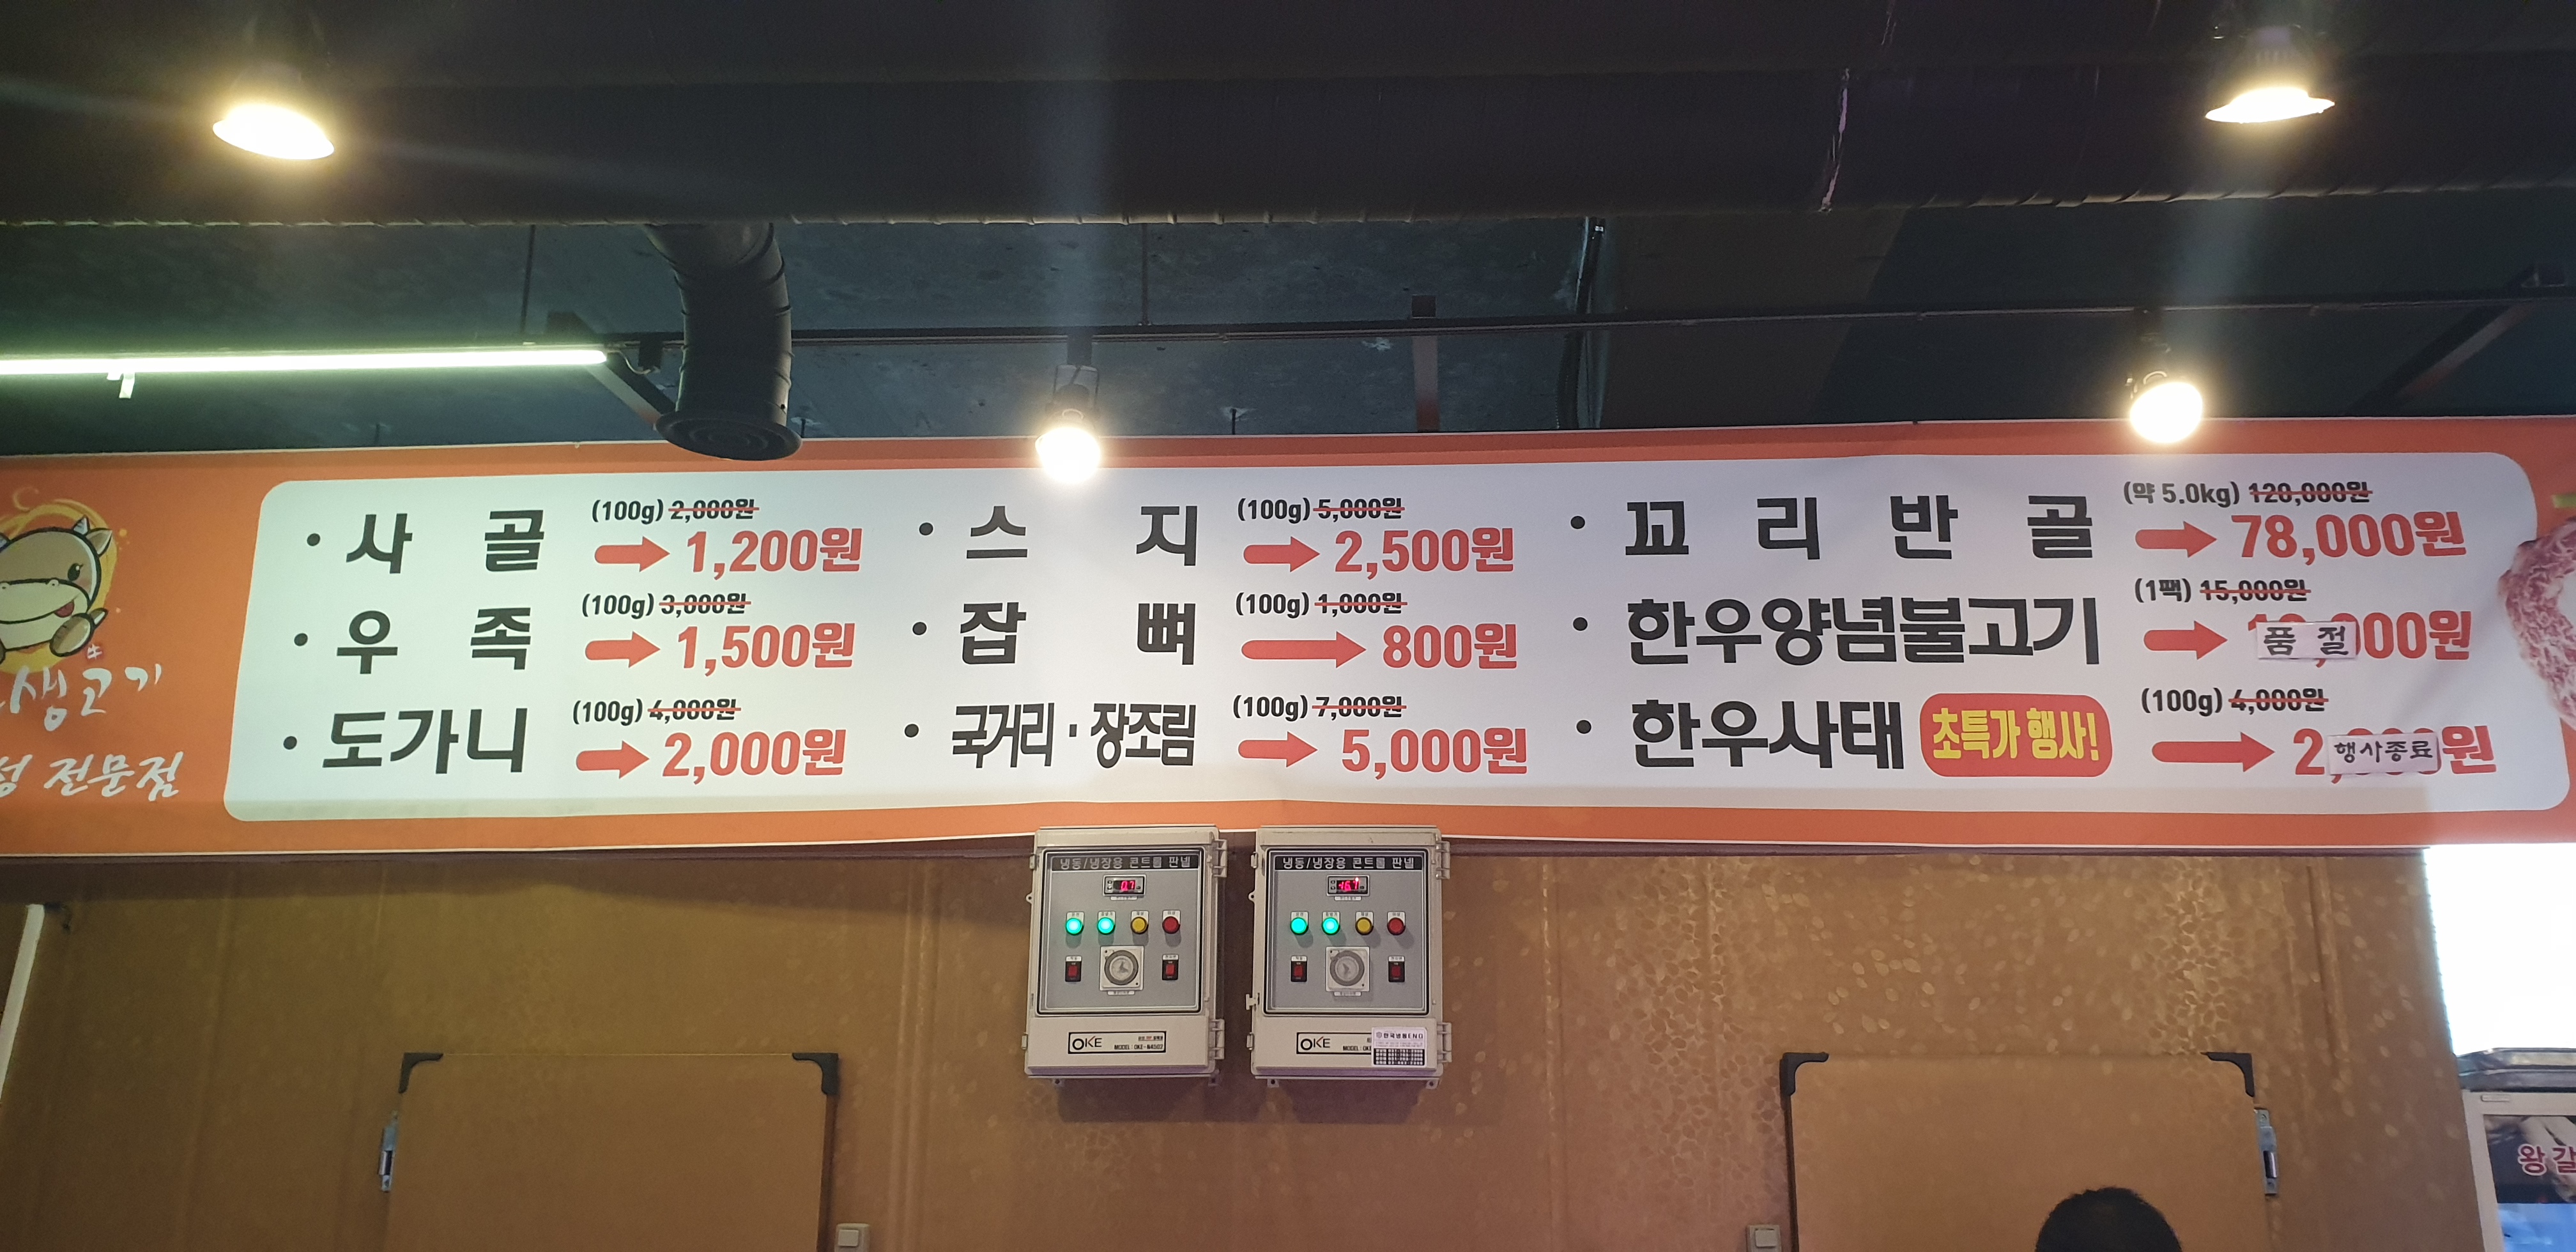 사골 (100g) 2,000원 → 1,200원
우족 (100g) 3,000원 → 1,500원
도가니 (100g) 4,000원 → 2,000원
스지 (100g) 5,000원 → 2,500원
잡뼈 (100g) 1,000원 → 800원
국거리·장조림 (100g) 7,000원 → 5,000원
꼬리반골 (약 5.0kg) 120,000원 → 78,000원
한우양념불고기 (1팩) 15,000원 → 품절 원
한우사태 초특가 행사! (100g) 4,000원 → 행사종료 원
생고기
전문점
냉동/냉장용 콘트롤 판넬
0.7
OKE
냉동/냉장용 콘트롤 판넬
OKE
왕갈